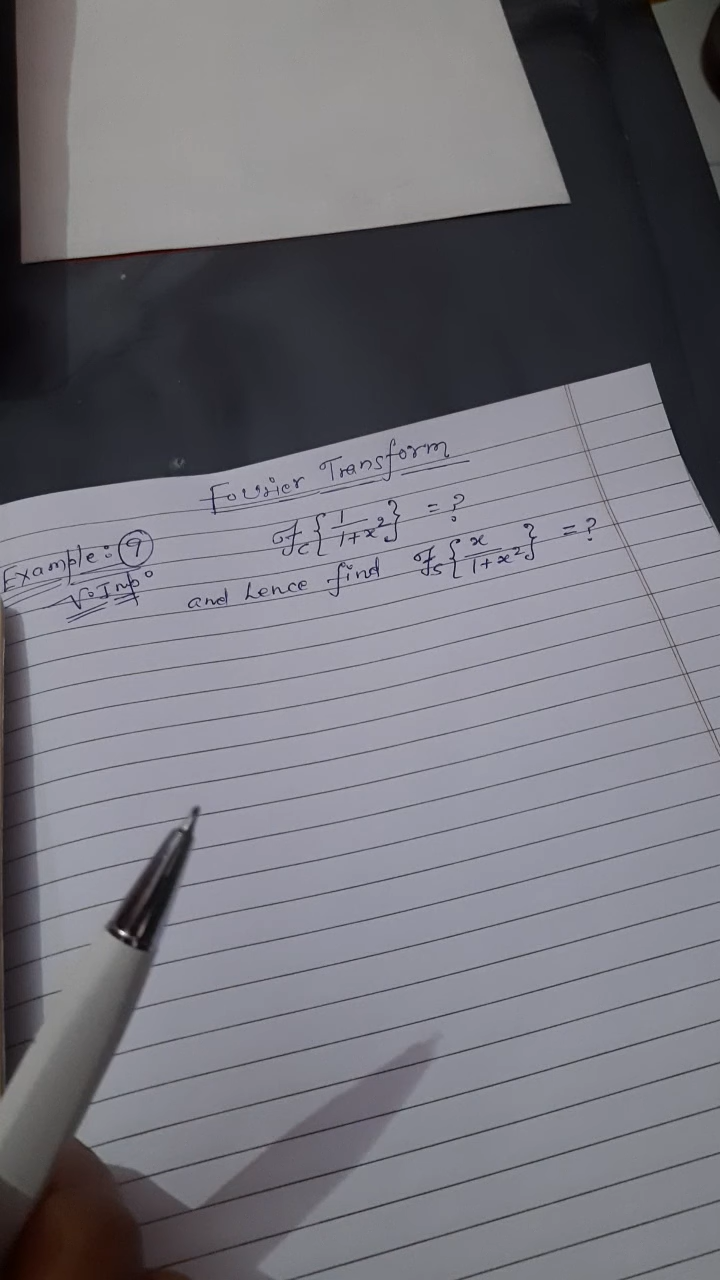 Fourier Transform
Example: 9 Fc{1/1+x²} = ?
V. Imp. and hence find Fs{x/1+x²} = ?